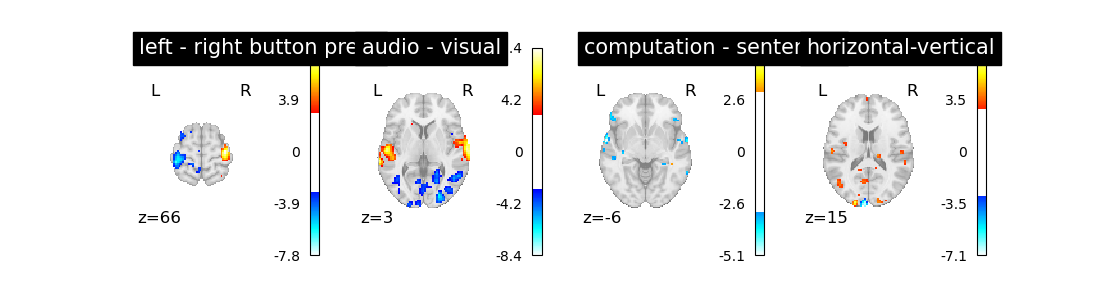 left - right button pre
audio - visual
computation - senter
horizontal-vertical
.4
L R
L R
L R
L R
3.9
4.2
2.6
3.5
0
0
0
0
-3.9
-4.2
-2.6
-3.5
z=66
z=3
z=-6
z=15
-7.8
-8.4
-5.1
-7.1